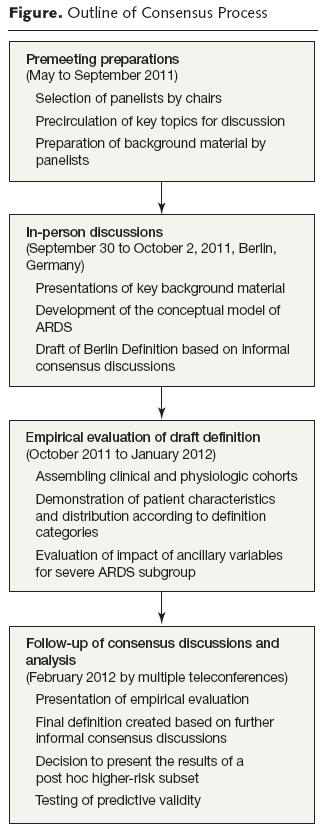 Figure. Outline of Consensus Process
Premeeting preparations
(May to September 2011)
Selection of panelists by chairs
Precirculation of key topics for discussion
Preparation of background material by
panelists
In-person discussions
(September 30 to October 2, 2011, Berlin,
Germany)
Presentations of key background material
Development of the conceptual model of
ARDS
Draft of Berlin Definition based on informal
consensus discussions
Empirical evaluation of draft definition
(October 2011 to January 2012)
Assembling clinical and physiologic cohorts
Demonstration of patient characteristics
and distribution according to definition
categories
Evaluation of impact of ancillary variables
for severe ARDS subgroup
Follow-up of consensus discussions and
analysis
(February 2012 by multiple teleconferences)
Presentation of empirical evaluation
Final definition created based on further
informal consensus discussions
Decision to present the results of a
post hoc higher-risk subset
Testing of predictive validity